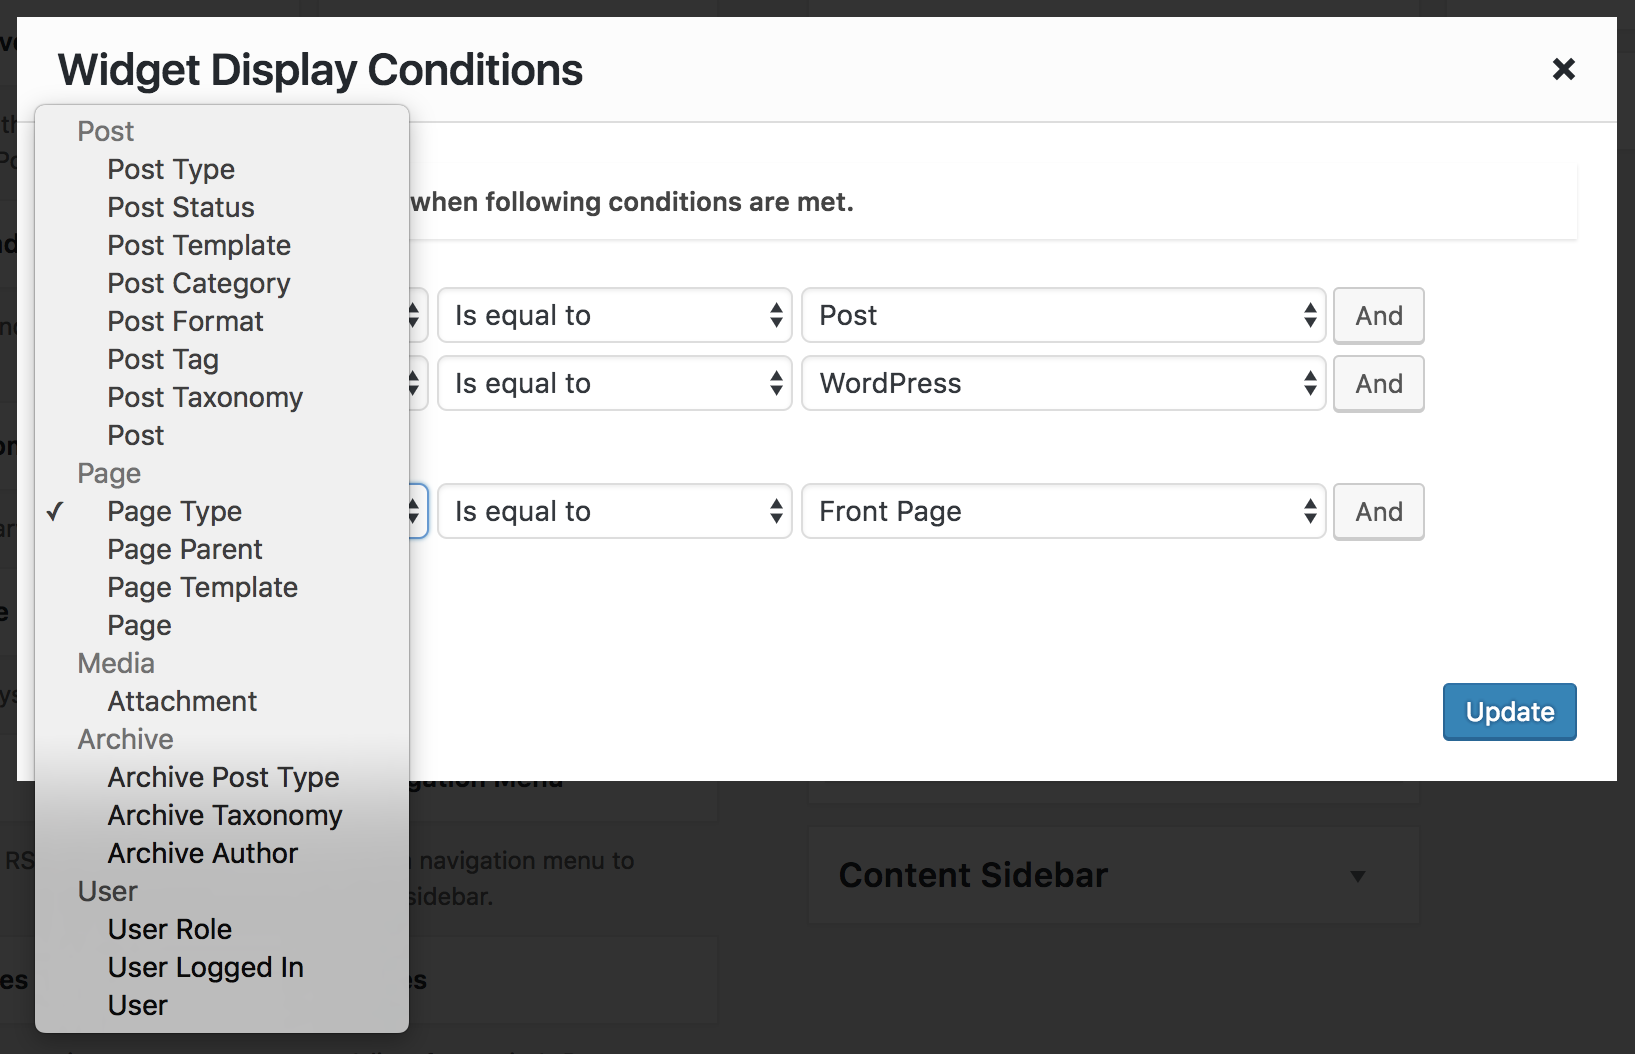 Widget Display Conditions
when following conditions are met.
Post
Post Type
Post Status
Post Template
Post Category
Post Format
Post Tag
Post Taxonomy
Post
Page
✓ Page Type
Page Parent
Page Template
Page
Media
Attachment
Archive
Archive Post Type
Archive Taxonomy
Archive Author
User
User Role
User Logged In
User
Is equal to Post And
Is equal to WordPress And
Is equal to Front Page And
Update
Menu
RS
navigation menu to
sidebar.
Content Sidebar